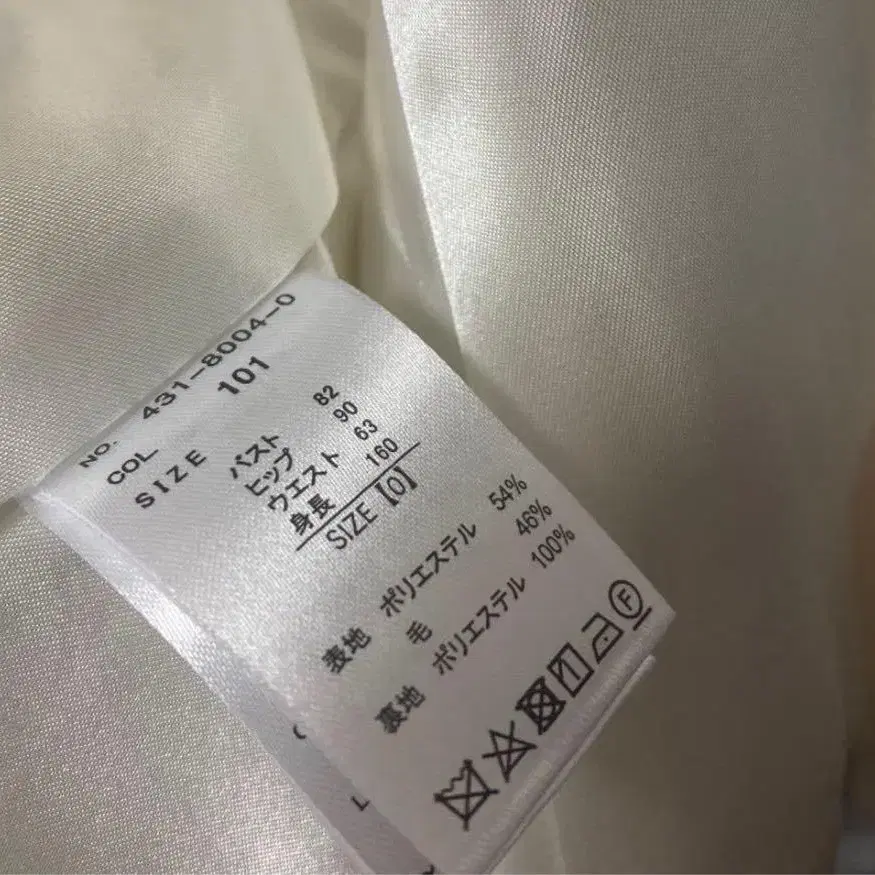 NO. 431-8004-0
COL 101
SIZE
バスト 82
ヒップ 90
ウエスト 63
身長 160
SIZE【0】
表地 ポリエステル 54%
毛 46%
裏地 ポリエステル 100%
F
L